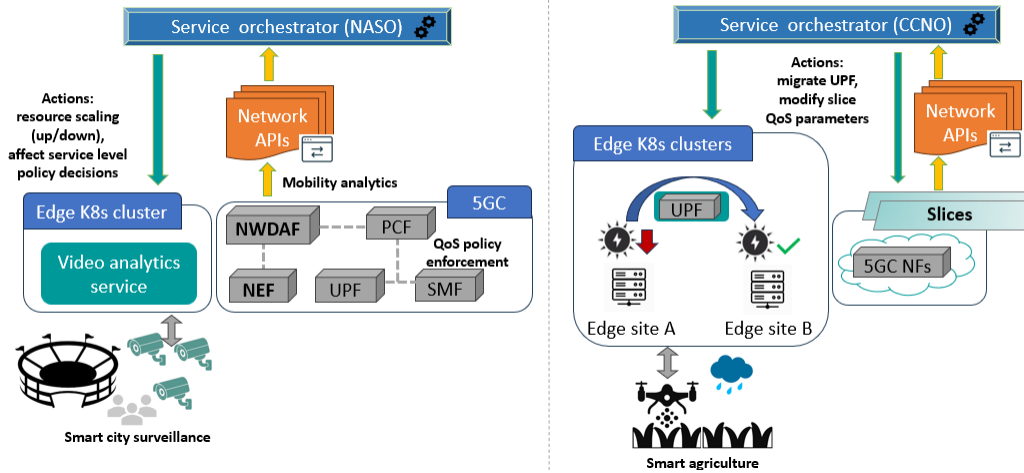 Service orchestrator (NASO)
Actions:
resource scaling
(up/down),
affect service level
policy decisions
Network
APIs
Mobility analytics
Edge K8s cluster
5GC
Video analytics
service
NWDAF
PCF
QoS policy
enforcement
NEF
UPF
SMF
Smart city surveillance
Service orchestrator (CCNO)
Actions:
migrate UPF,
modify slice
QoS parameters
Network
APIs
Edge K8s clusters
UPF
Slices
5GC NFs
Edge site A
Edge site B
Smart agriculture